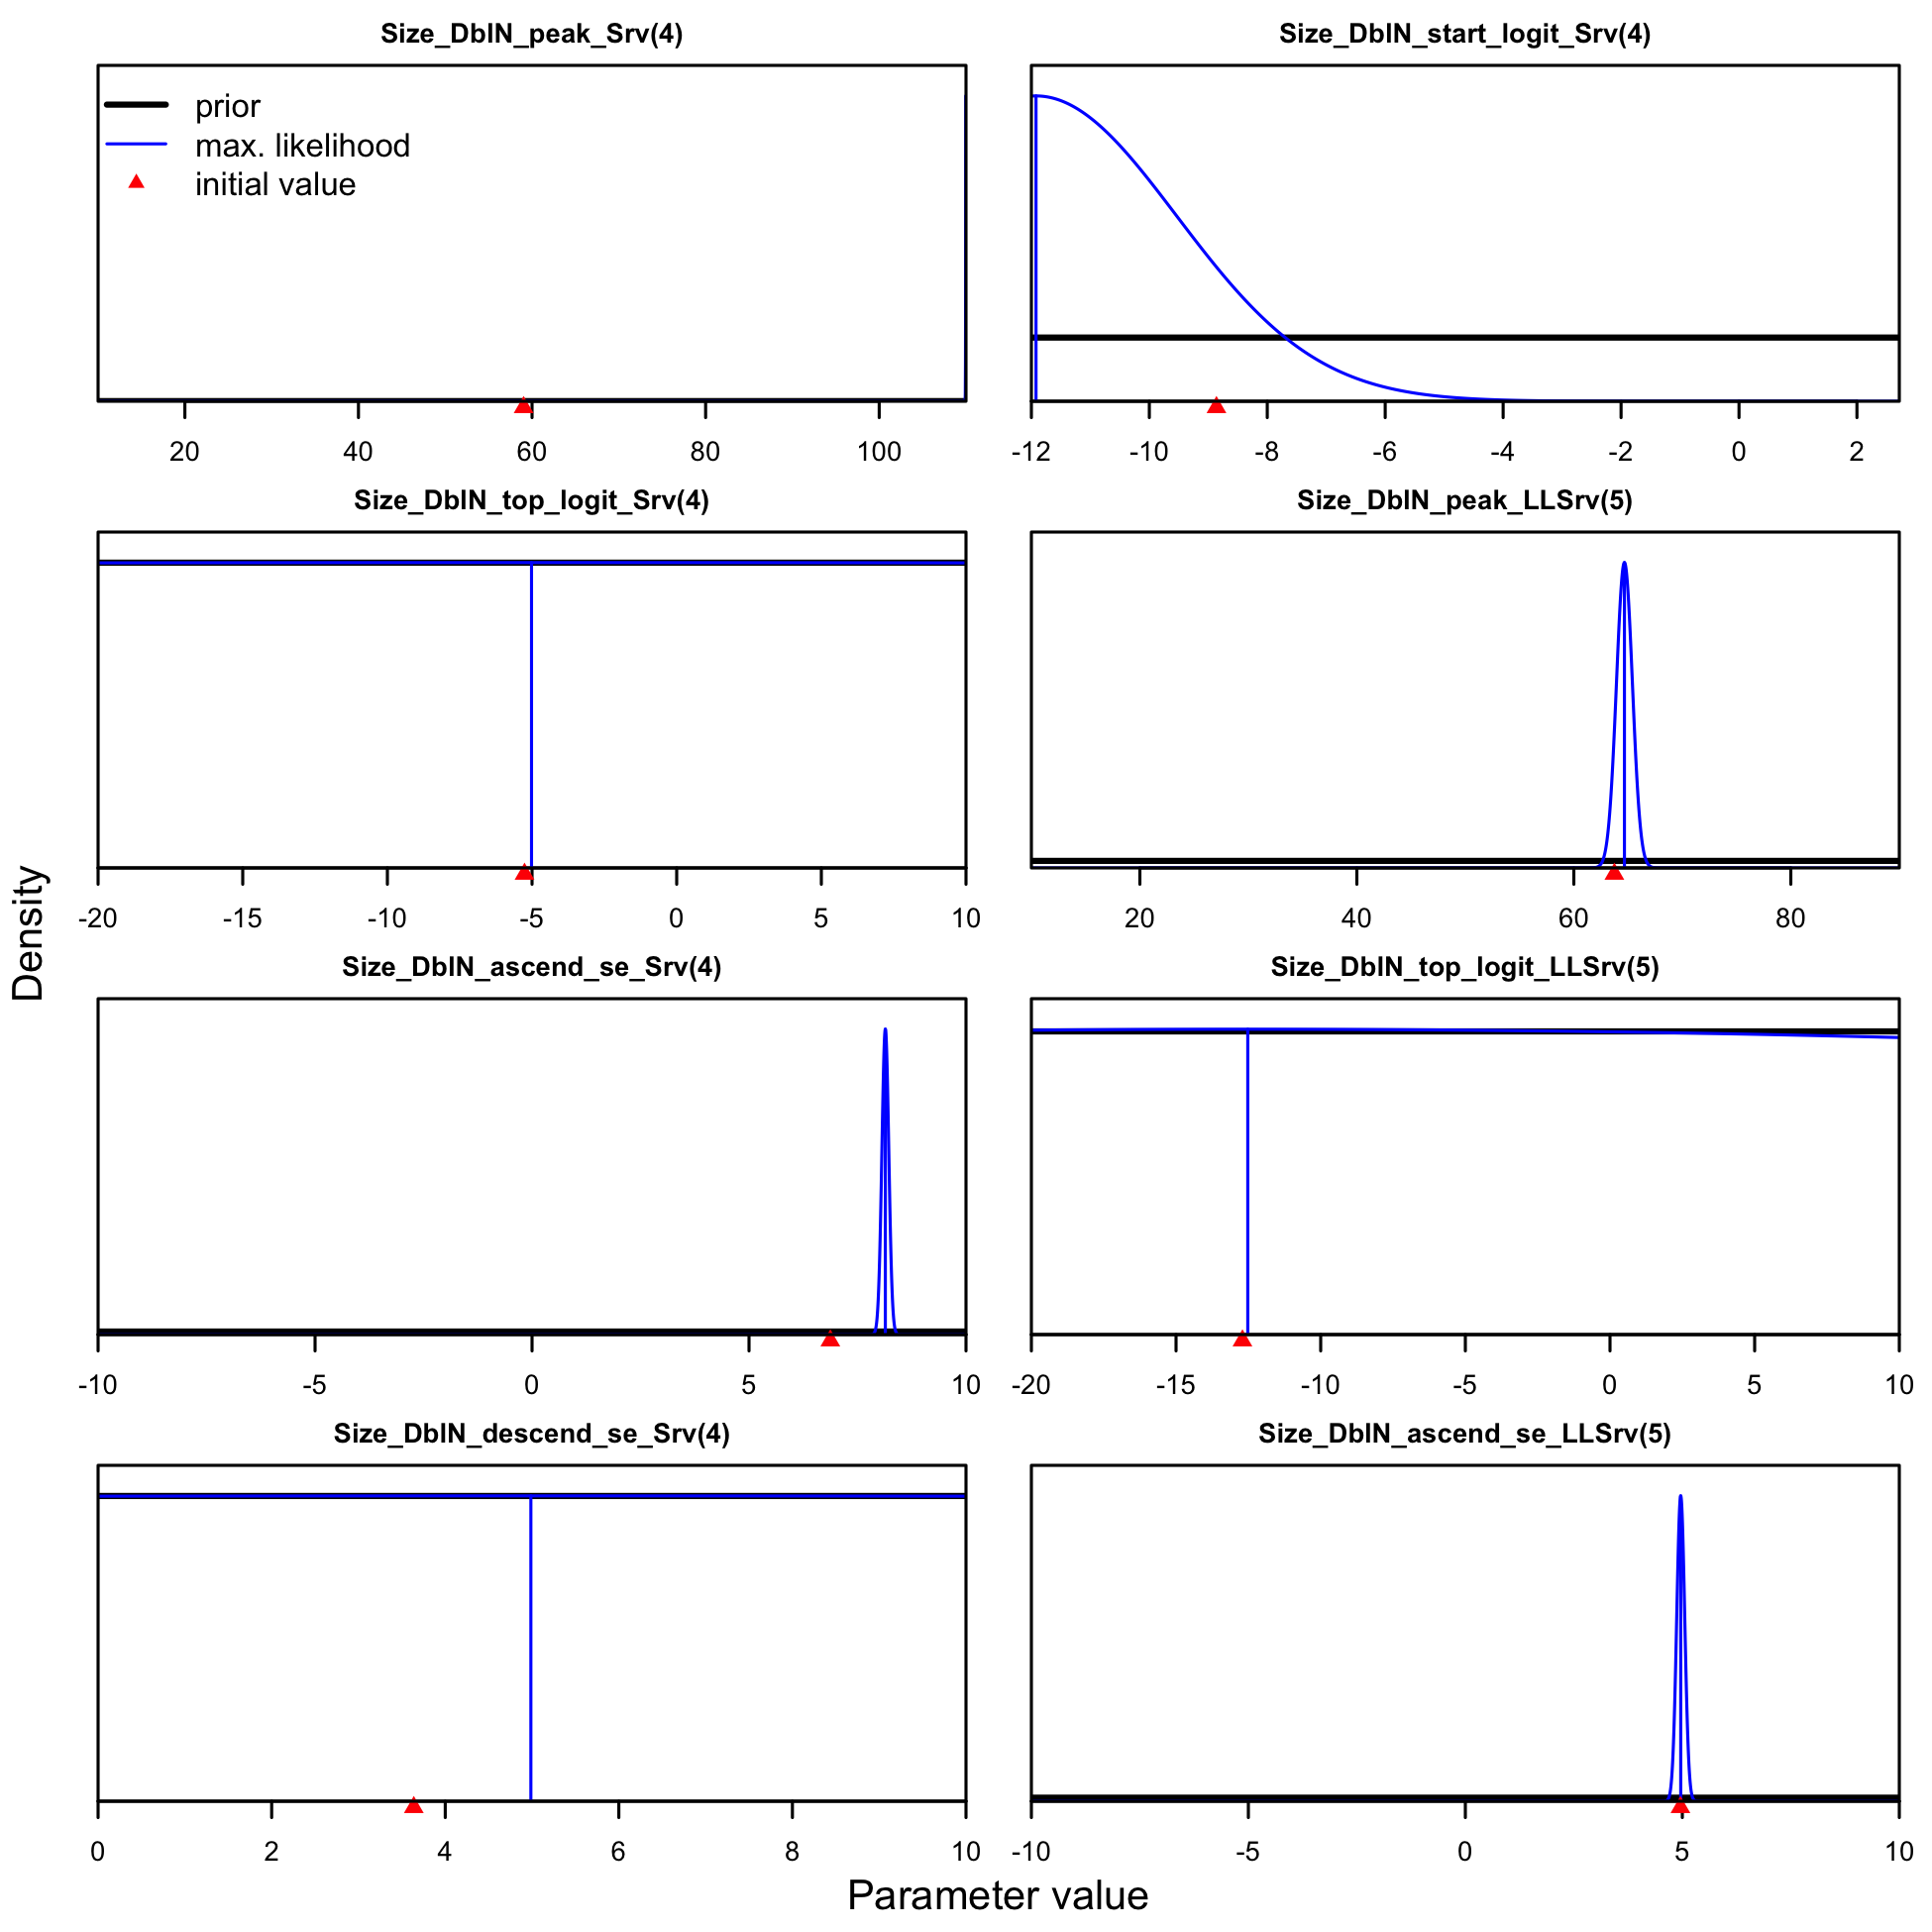 Size_DblN_peak_Srv(4)
prior
max. likelihood
initial value
20 40 60 80 100
Size_DblN_start_logit_Srv(4)
-12 -10 -8 -6 -4 -2 0 2
Size_DblN_top_logit_Srv(4)
-20 -15 -10 -5 0 5 10
Size_DblN_peak_LLSrv(5)
20 40 60 80
Density
Size_DblN_ascend_se_Srv(4)
-10 -5 0 5 10
Size_DblN_top_logit_LLSrv(5)
-20 -15 -10 -5 0 5 10
Size_DblN_descend_se_Srv(4)
0 2 4 6 8 10
Size_DblN_ascend_se_LLSrv(5)
-10 -5 0 5 10
Parameter value